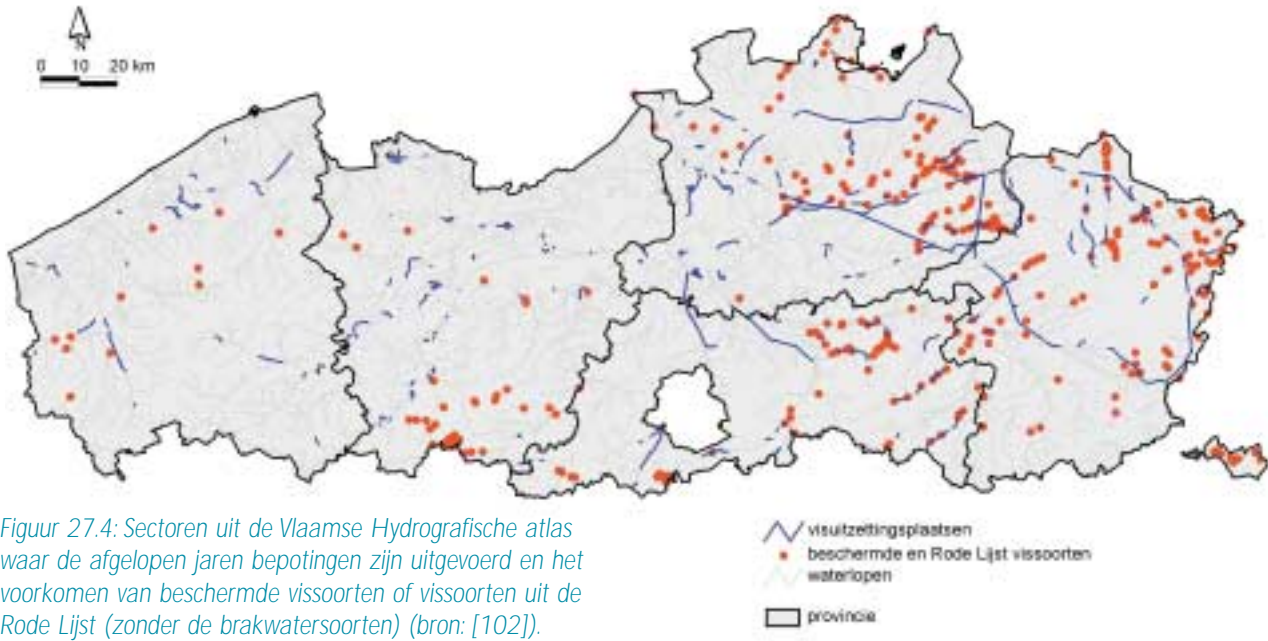 N
0 10 20 km
Figuur 27.4: Sectoren uit de Vlaamse Hydrografische atlas
waar de afgelopen jaren bepotingen zijn uitgevoerd en het
voorkomen van beschermde vissoorten of vissoorten uit de
Rode Lijst (zonder de brakwatersoorten) (bron: [102]).
visuitzettingsplaatsen
beschermde en Rode Lijst vissoorten
waterlopen
provincie